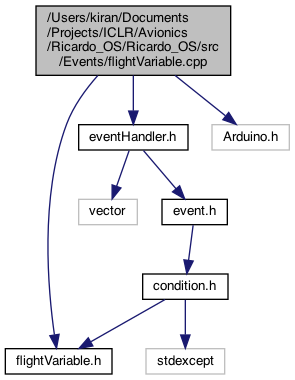 /Users/kiran/Documents
/Projects/ICLR/Avionics
/Ricardo_OS/Ricardo_OS/src
/Events/flightVariable.cpp
eventHandler.h
Arduino.h
vector
event.h
condition.h
flightVariable.h
stdexcept